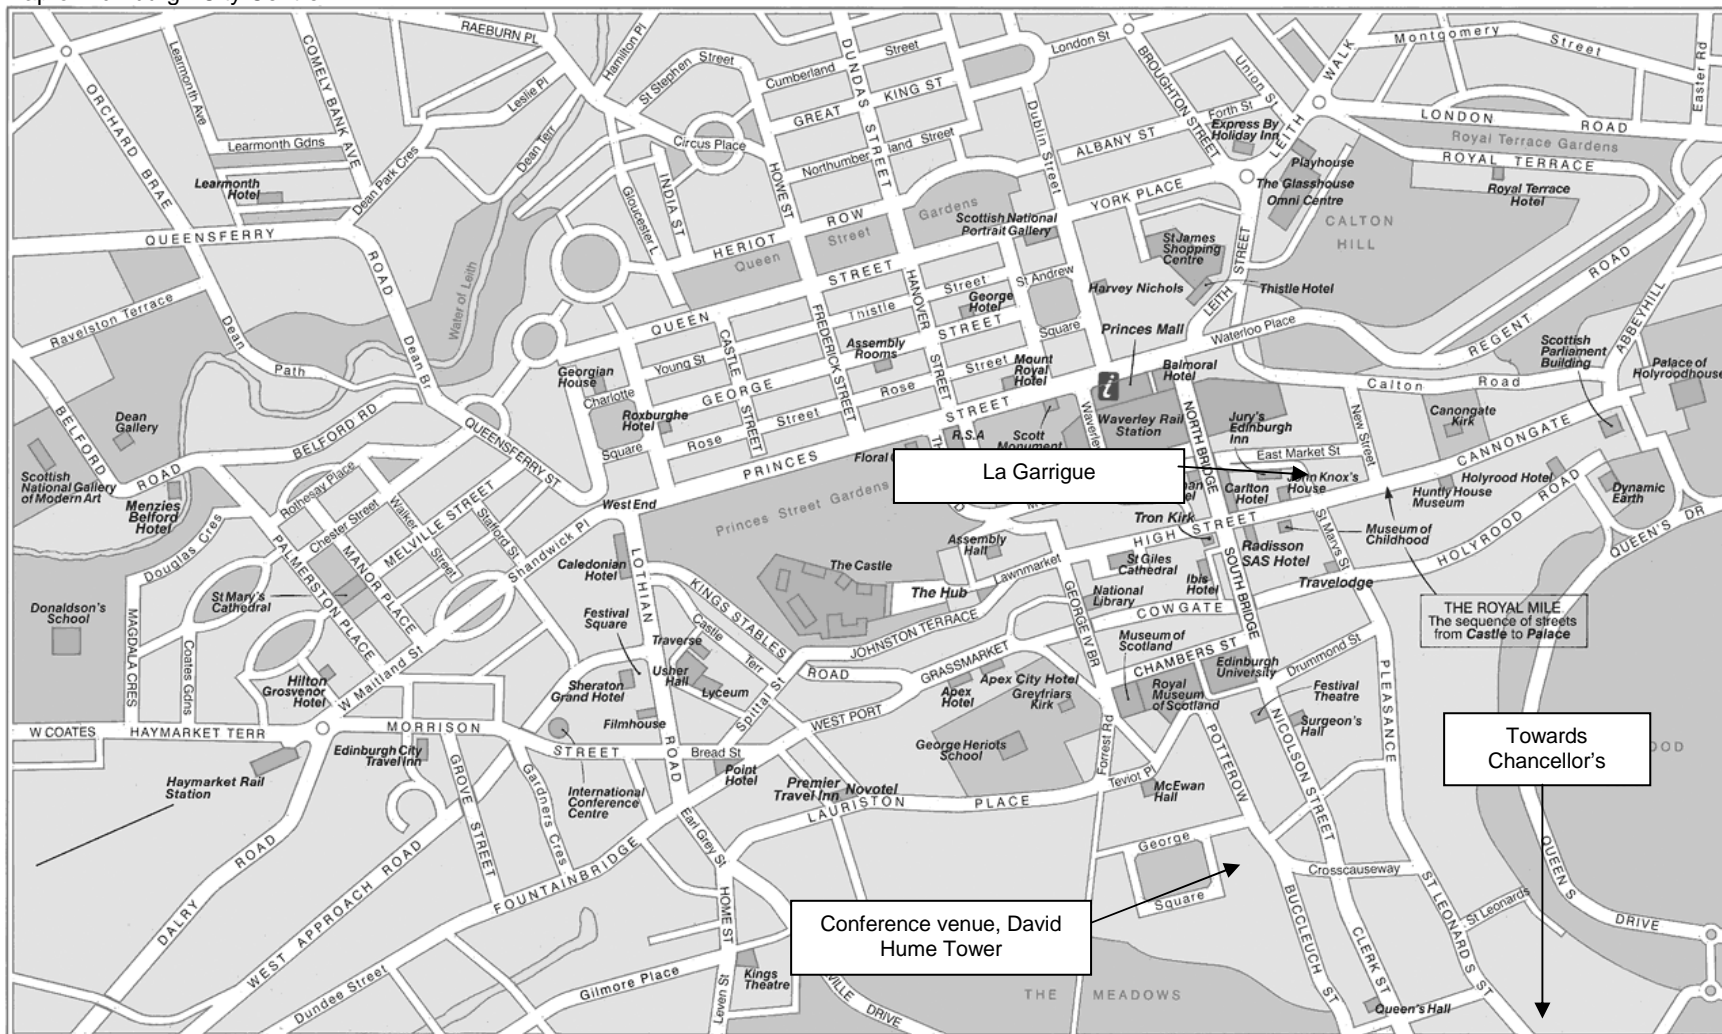 RAEBURN PL
Hamilton Pl
St Stephen Street
Cumberland Street
DUNDAS STREET
London St
BROUGHTON STREET
Union St
LEITH WALK
Montgomery Street
Easter Rd
Learmonth Ave
COMELY BANK AVE
ORCHARD BRAE
Leslie Pl
GREAT KING ST
Dublin Street
Forth St
Express By
Holiday Inn
LONDON ROAD
Royal Terrace Gardens
ROYAL TERRACE
Learmonth Gdns
Dean Park Cres
Dean Terr
Circus Place
Northumberland Street
ALBANY ST
Playhouse
The Glasshouse
Omni Centre
Royal Terrace
Hotel
Learmonth
Hotel
Gloucester L
INDIA ST
HOWE ST
YORK PLACE
CALTON
HILL
QUEENSFERRY ROAD
HERIOT ROW
Queen Street Gardens
Scottish National
Portrait Gallery
St James
Shopping
Centre
LEITH STREET
Water of Leith
Ravelston Terrace
QUEEN STREET
HANOVER STREET
Thistle Street
St Andrew
Square
Harvey Nichols
Thistle Hotel
REGENT ROAD
ABBEYHILL
George
Hotel
Princes Mall
Waterloo Place
Scottish
Parliament
Building
Palace of
Holyroodhouse
Dean Path
Dean Br
Young St
CASTLE STREET
FREDERICK STREET
Assembly
Rooms
GEORGE STREET
Georgian
House
Charlotte
Square
Roxburghe
Hotel
Rose Street
Rose Street
Mount
Royal
Hotel
Balmoral
Hotel
Calton Road
BELFORD ROAD
Dean
Gallery
BELFORD RD
QUEENSFERRY ST
PRINCES STREET
R.S.A
Scott
Monument
Waverley Rail
Station
NORTH BRIDGE
Jury's
Edinburgh
Inn
New Street
Canongate
Kirk
CANNONGATE
East Market St
Scottish
National Gallery
of Modern Art
Menzies
Belford
Hotel
Rothesay Place
Chester Street
Walker Street
MELVILLE STREET
Stafford St
West End
Princes Street Gardens
La Garrigue
Carlton
Hotel
John Knox's
House
Huntly House
Museum
Holyrood Hotel
Dynamic
Earth
QUEEN'S DR
HOLYROOD ROAD
Douglas Cres
PALMERSTON PLACE
MANOR PLACE
Shandwick Pl
Tron Kirk
HIGH STREET
St Marys St
Museum of
Childhood
Radisson
SAS Hotel
Travelodge
Caledonian
Hotel
LOTHIAN ROAD
The Castle
Assembly
Hall
Lawnmarket
St Giles
Cathedral
Ibis
Hotel
SOUTH BRIDGE
The Hub
National
Library
COWGATE
THE ROYAL MILE
The sequence of streets
from Castle to Palace
Donaldson's
School
St Mary's
Cathedral
MAGDALA CRES
Coates Gdns
Festival
Square
KINGS STABLES ROAD
Castle Terr
JOHNSTON TERRACE
GEORGE IV BR
Museum of
Scotland
CHAMBERS ST
Edinburgh
University
Drummond St
PLEASANCE
Traverse
Usher
Hall
Lyceum
GRASSMARKET
Apex City Hotel
Apex
Hotel
Greyfriars
Kirk
Royal
Museum
of Scotland
Festival
Theatre
Surgeon's
Hall
Hilton
Grosvenor
Hotel
W Maitland St
Sheraton
Grand Hotel
Filmhouse
Spittal St
WEST PORT
W COATES
HAYMARKET TERR
MORRISON STREET
Bread St
George Heriots
School
Forrest Rd
POTTEROW
NICOLSON STREET
Towards
Chancellor's
Haymarket Rail
Station
Edinburgh City
Travel Inn
GROVE STREET
Gardners Cres
International
Conference
Centre
Point
Hotel
Premier
Travel Inn
Novotel
Teviot Pl
McEwan
Hall
LAURISTON PLACE
Earl Grey St
DALRY ROAD
WEST APPROACH ROAD
FOUNTAINBRIDGE
HOME ST
George
Square
Crosscauseway
BUCCLEUCH ST
CLERK ST
ST LEONARD S ST
St Leonards
QUEEN S DRIVE
Conference venue, David
Hume Tower
Dundee Street
Gilmore Place
Leven St
Kings
Theatre
VILLE DRIVE
THE MEADOWS
Queen's Hall